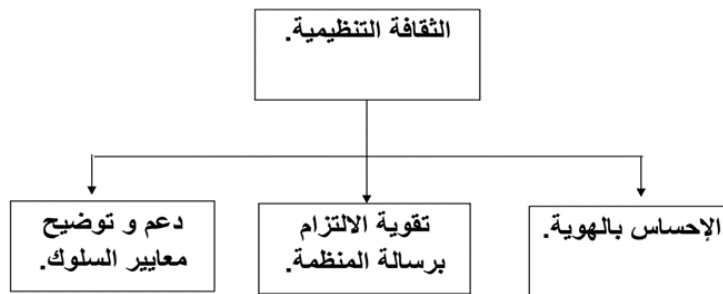 الثقافة التنظيمية.
الإحساس بالهوية.
تقوية الالتزام
برسالة المنظمة.
دعم و توضيح
معايير السلوك.